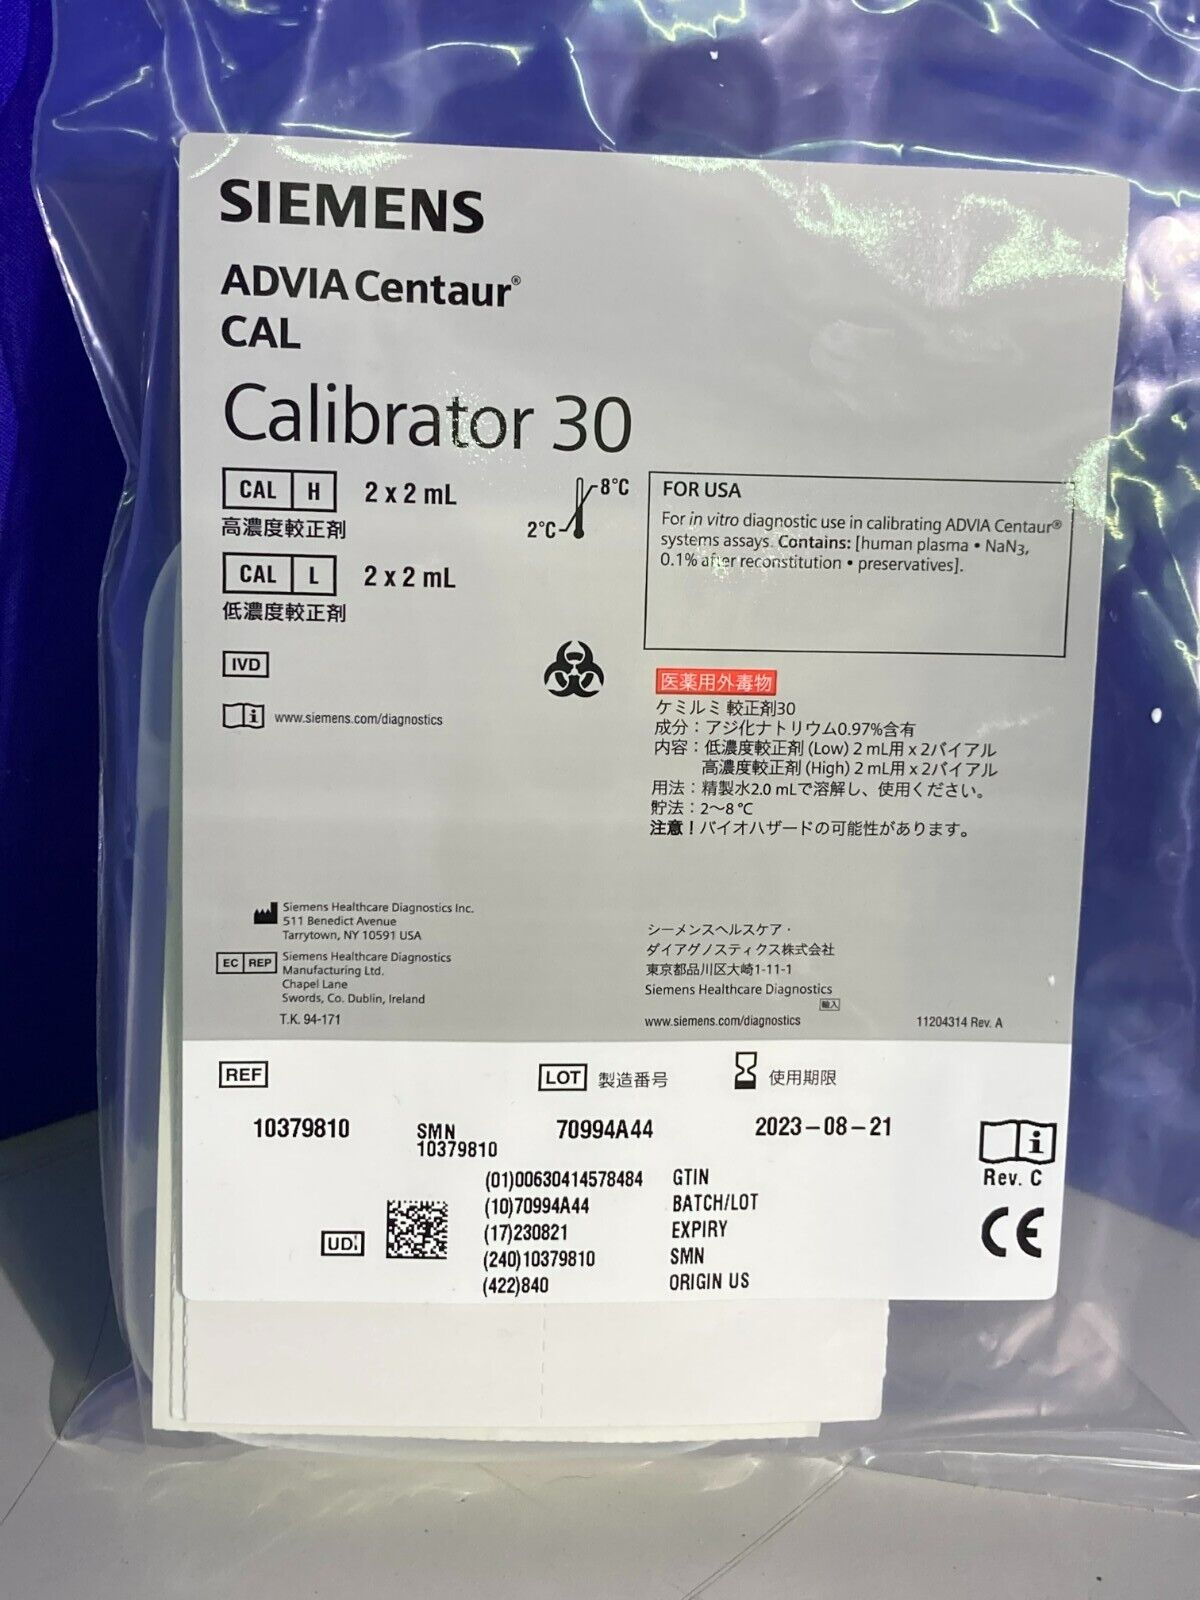 SIEMENS
ADVIA Centaur®
CAL
Calibrator 30
CAL H 2 x 2 mL
高濃度較正剤
CAL L 2 x 2 mL
低濃度較正剤
8°C
2°C
FOR USA
For in vitro diagnostic use in calibrating ADVIA Centaur®
systems assays. Contains: [human plasma • NaN3,
0.1% after reconstitution • preservatives].
IVD
www.siemens.com/diagnostics
医薬用外毒物
ケミルミ 較正剤30
成分：アジ化ナトリウム0.97%含有
内容：低濃度較正剤 (Low) 2 mL用 x 2バイアル
高濃度較正剤 (High) 2 mL用 x 2バイアル
用法：精製水2.0 mLで溶解し、使用ください。
貯法：2～8 °C
注意！バイオハザードの可能性があります。
Siemens Healthcare Diagnostics Inc.
511 Benedict Avenue
Tarrytown, NY 10591 USA
EC REP
Siemens Healthcare Diagnostics
Manufacturing Ltd.
Chapel Lane
Swords, Co. Dublin, Ireland
T.K. 94-171
シーメンスヘルスケア・
ダイアグノスティクス株式会社
東京都品川区大崎1-11-1
Siemens Healthcare Diagnostics
輸入
www.siemens.com/diagnostics
11204314 Rev. A
REF
LOT 製造番号
使用期限
10379810
SMN
10379810
70994A44
2023-08-21
Rev. C
(01)00630414578484 GTIN
(10)70994A44 BATCH/LOT
(17)230821 EXPIRY
(240)10379810 SMN
(422)840 ORIGIN US
UDI
CE